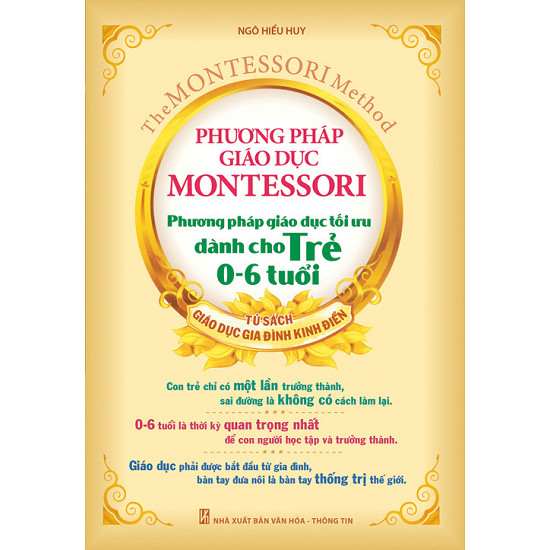 NGÔ HIỂU HUY
The MONTESSORI Method
PHƯƠNG PHÁP
GIÁO DỤC
MONTESSORI
Phương pháp giáo dục tối ưu
dành cho Trẻ
0-6 tuổi
TỦ SÁCH
GIÁO DỤC GIA ĐÌNH KINH ĐIỂN
Con trẻ chỉ có một lần trưởng thành,
sai đường là không có cách làm lại.
0-6 tuổi là thời kỳ quan trọng nhất
để con người học tập và trưởng thành.
Giáo dục phải được bắt đầu từ gia đình,
bàn tay đưa nôi là bàn tay thống trị thế giới.
NHÀ XUẤT BẢN VĂN HÓA - THÔNG TIN